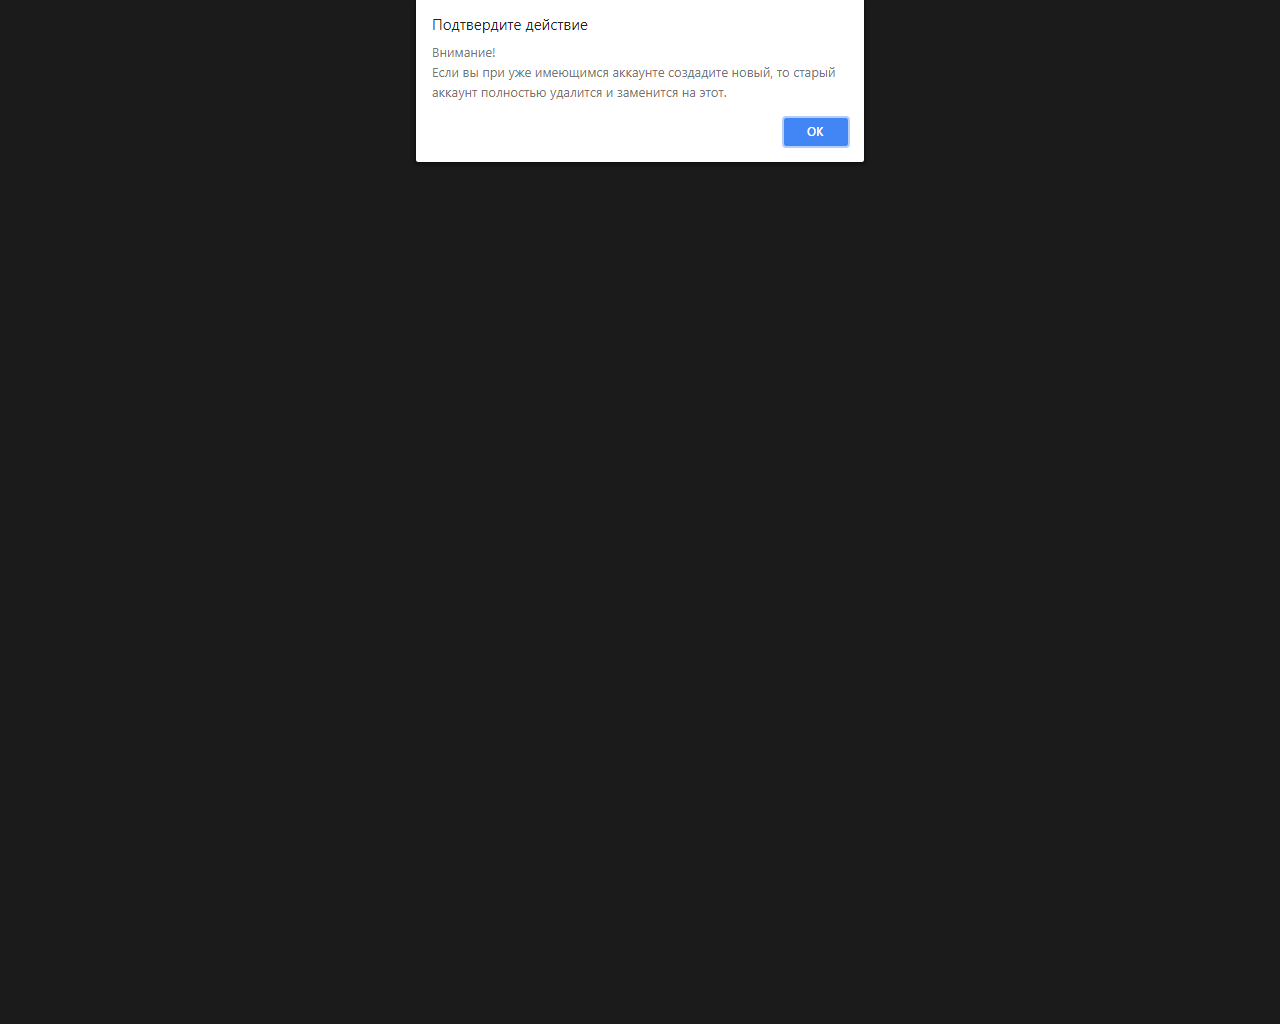 Подтвердите действие
Внимание!
Если вы при уже имеющимся аккаунте создадите новый, то старый
аккаунт полностью удалится и заменится на этот.
ОК